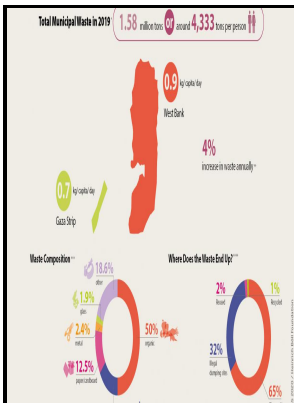 Total Municipal Waste in 2019
1.58 million tons or around 4,333 tons per person
0.9 kg/capita/day
West Bank
4%
increase in waste annually
0.7 kg/capita/day
Gaza Strip
Waste Composition
Where Does the Waste End Up?
18.6%
other
1.9%
glass
2.4%
metal
12.5%
paper/cardboard
50%
organic
2%
Reused
1%
Recycled
32%
illegal
dumping sites
65%